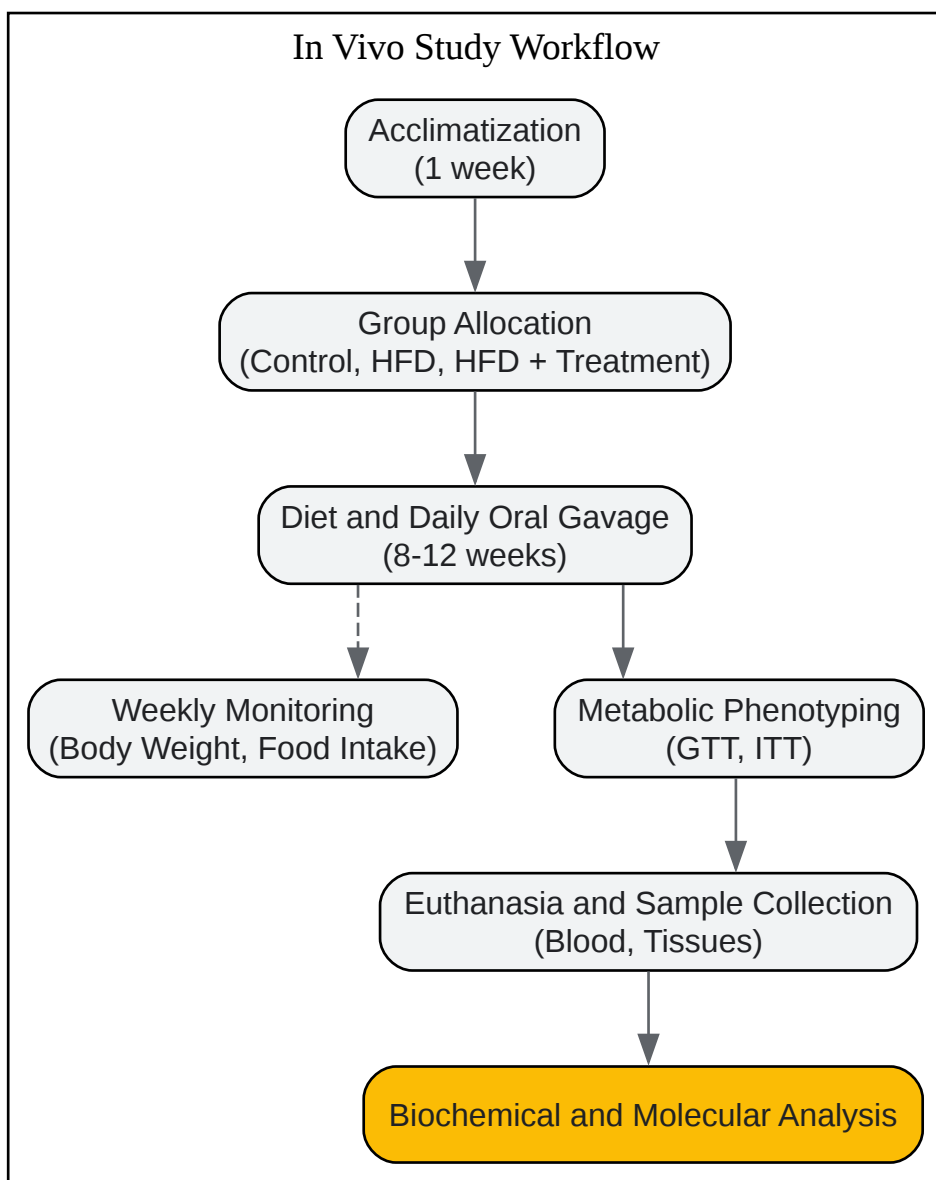 In Vivo Study Workflow
Acclimatization
(1 week)
Group Allocation
(Control, HFD, HFD + Treatment)
Diet and Daily Oral Gavage
(8-12 weeks)
Weekly Monitoring
(Body Weight, Food Intake)
Metabolic Phenotyping
(GTT, ITT)
Euthanasia and Sample Collection
(Blood, Tissues)
Biochemical and Molecular Analysis